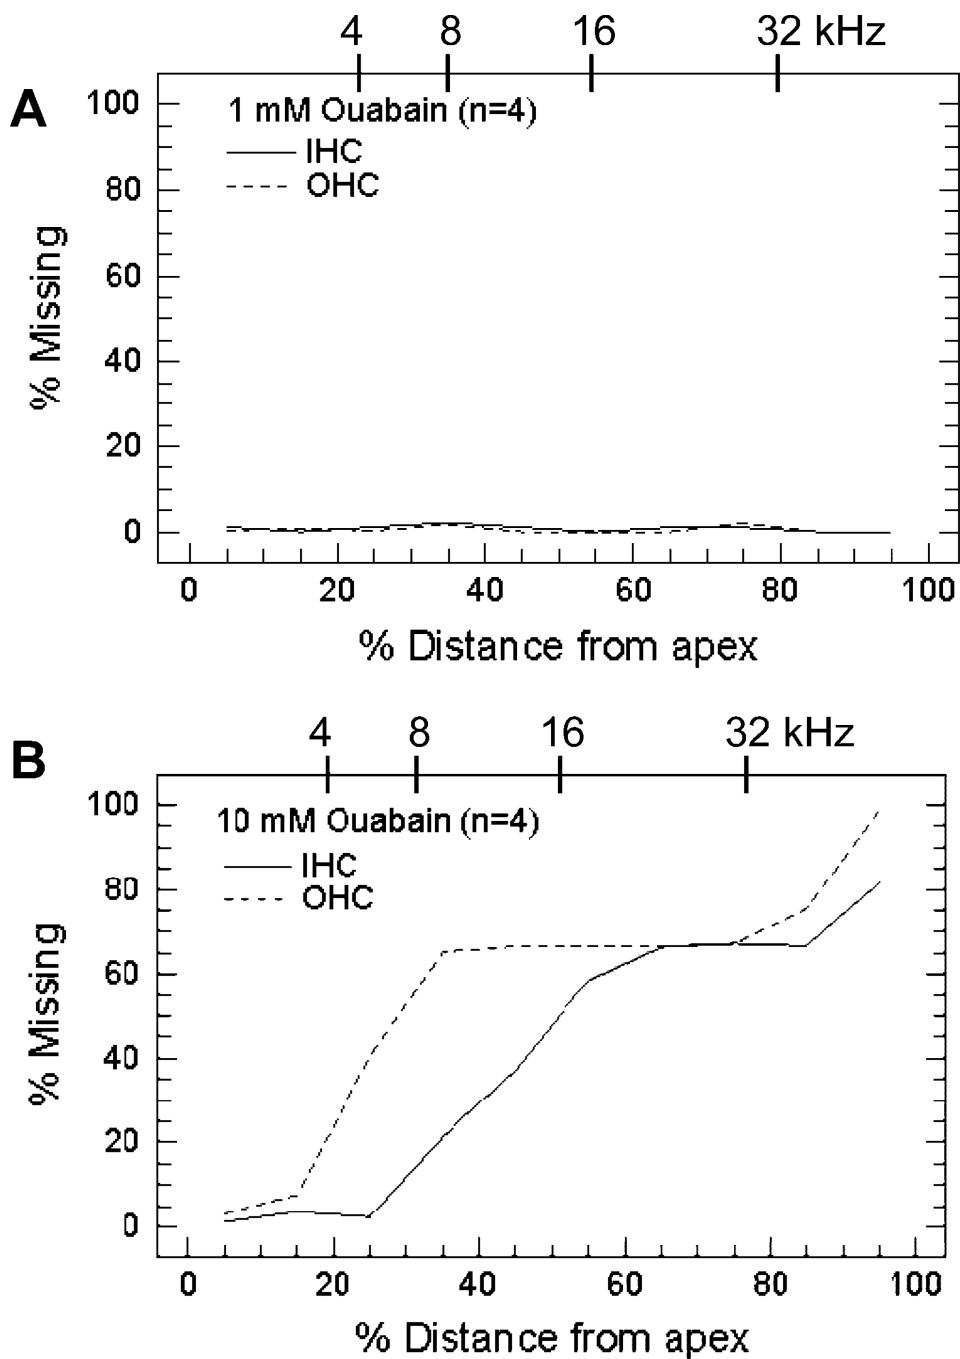 4 8 16 32 kHz
A
1 mM Ouabain (n=4)
IHC
OHC
100
80
60
40
20
0
% Missing
0 20 40 60 80 100
% Distance from apex
4 8 16 32 kHz
B
10 mM Ouabain (n=4)
IHC
OHC
100
80
60
40
20
0
% Missing
0 20 40 60 80 100
% Distance from apex